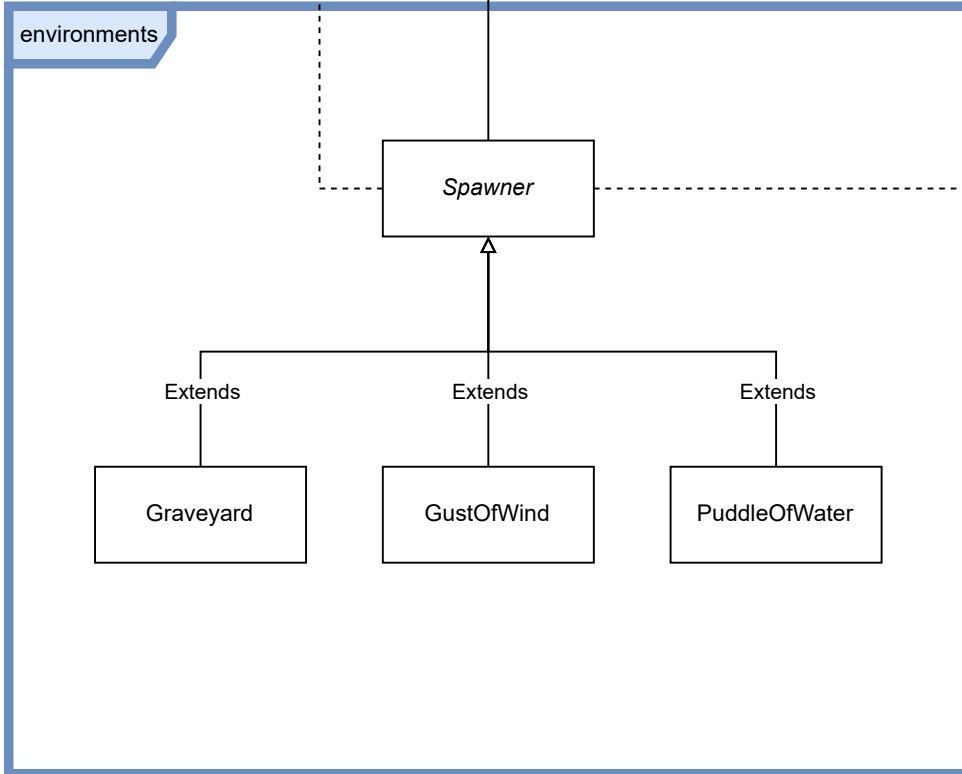 environments
Spawner
Extends
Extends
Extends
Graveyard
GustOfWind
PuddleOfWater